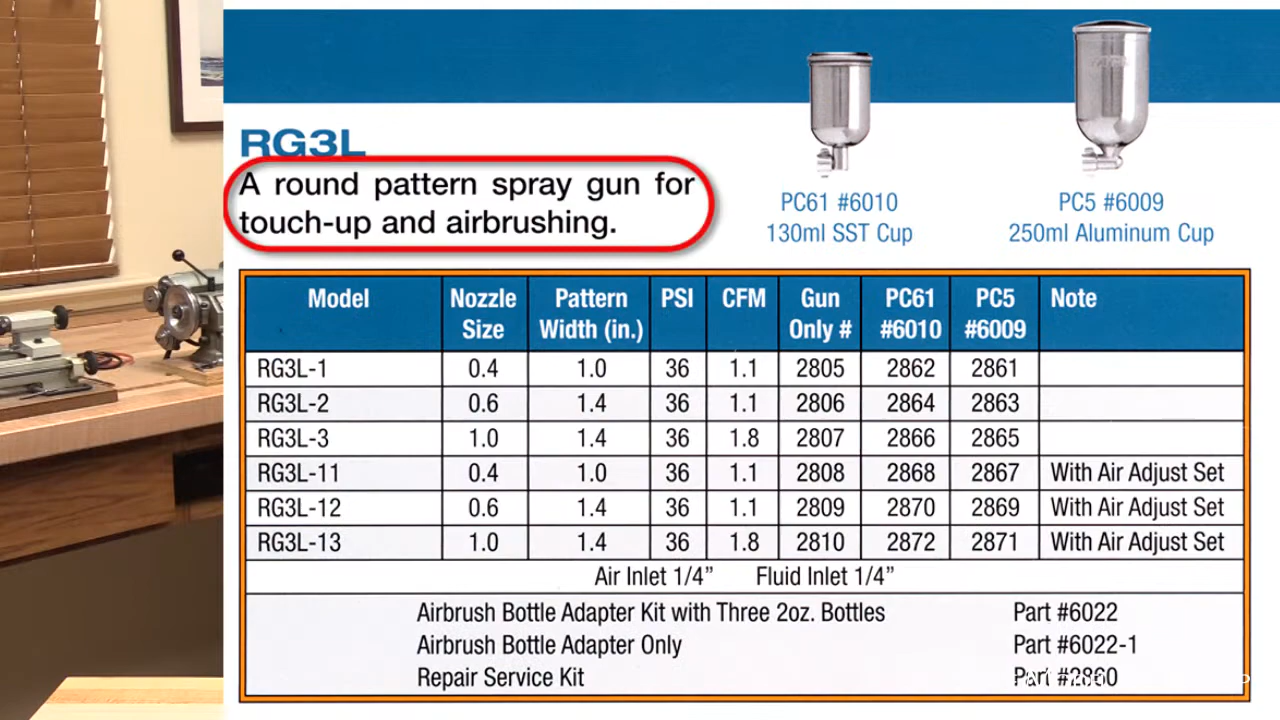 RG3L
A round pattern spray gun for
touch-up and airbrushing.
PC61 #6010
130ml SST Cup
PC5 #6009
250ml Aluminum Cup
Model Nozzle Size Pattern Width (in.) PSI CFM Gun Only # PC61 #6010 PC5 #6009 Note
RG3L-1 0.4 1.0 36 1.1 2805 2862 2861
RG3L-2 0.6 1.4 36 1.1 2806 2864 2863
RG3L-3 1.0 1.4 36 1.8 2807 2866 2865
RG3L-11 0.4 1.0 36 1.1 2808 2868 2867 With Air Adjust Set
RG3L-12 0.6 1.4 36 1.1 2809 2870 2869 With Air Adjust Set
RG3L-13 1.0 1.4 36 1.8 2810 2872 2871 With Air Adjust Set
Air Inlet 1/4” Fluid Inlet 1/4”
Airbrush Bottle Adapter Kit with Three 2oz. Bottles Part #6022
Airbrush Bottle Adapter Only Part #6022-1
Repair Service Kit Part #2860